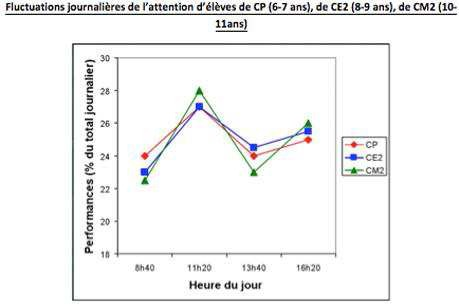 Fluctuations journalières de l’attention d’élèves de CP (6-7 ans), de CE2 (8-9 ans), de CM2 (10-
11ans)
30
28
26
24
22
20
18
Performances (% du total journalier)
8h40 11h20 13h40 16h20
Heure du jour
CP
CE2
CM2